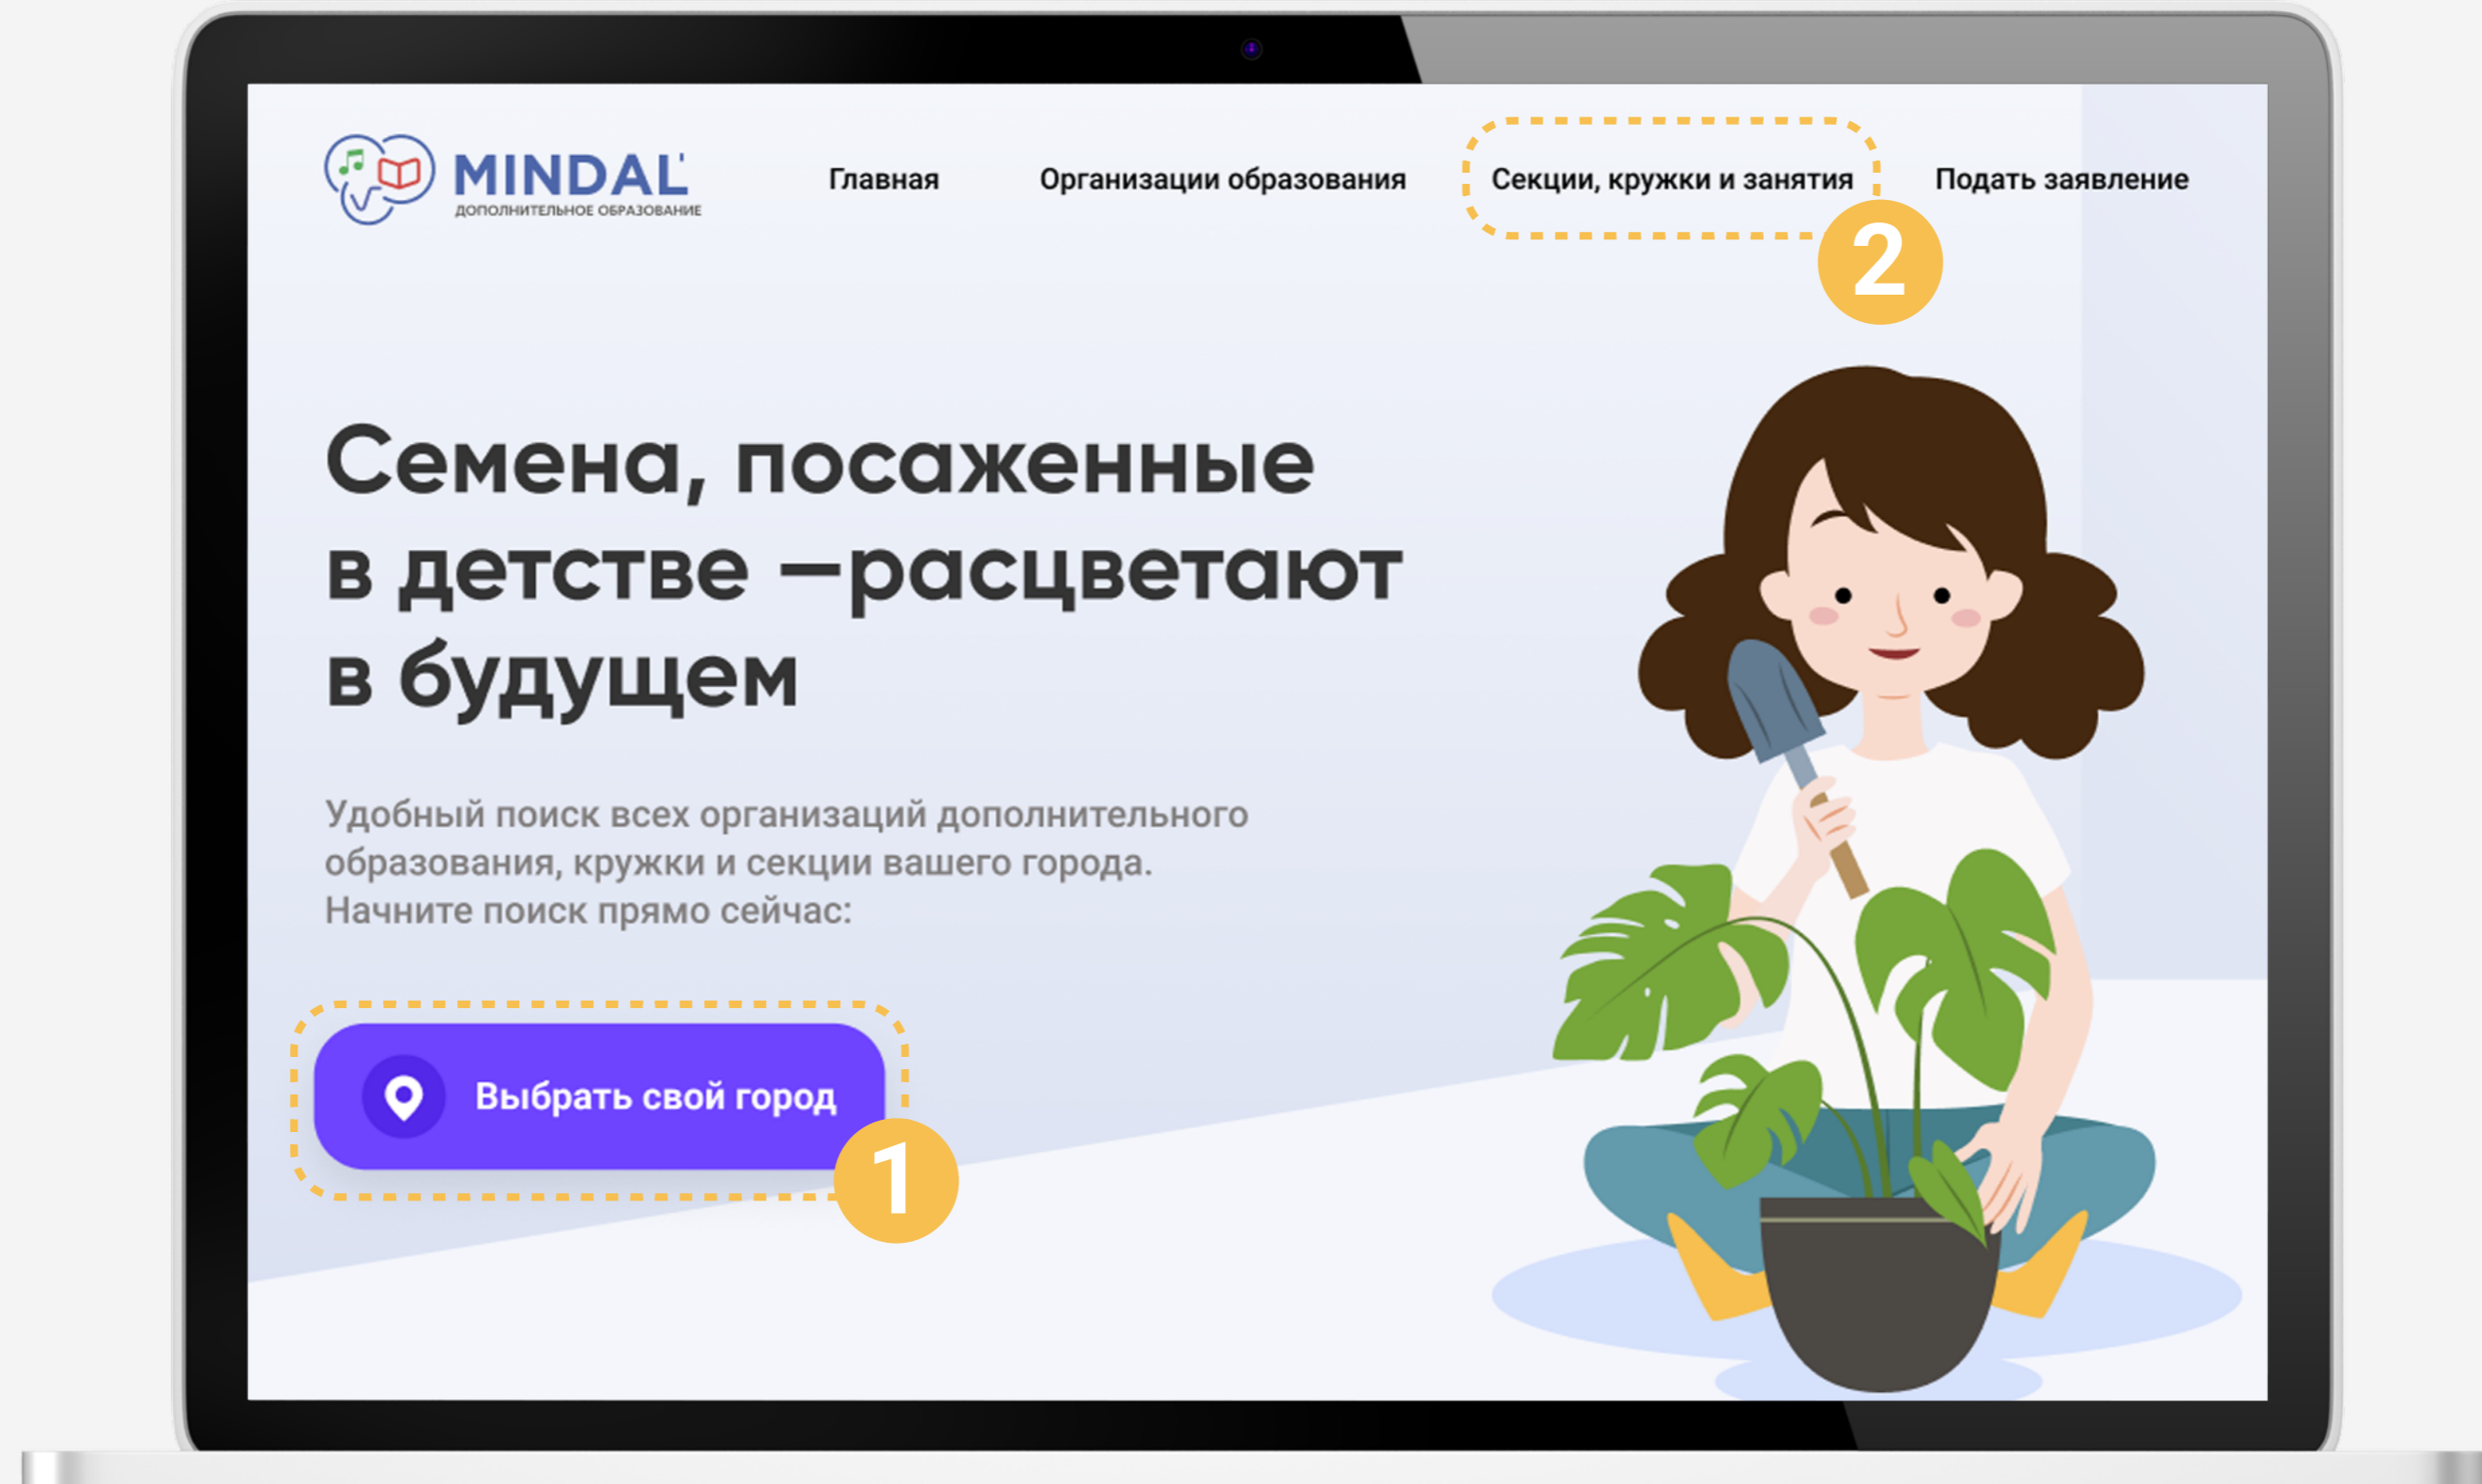 MINDAL'
ДОПОЛНИТЕЛЬНОЕ ОБРАЗОВАНИЕ
Главная
Организации образования
Секции, кружки и занятия
Подать заявление
2
Семена, посаженные
в детстве —расцветают
в будущем
Удобный поиск всех организаций дополнительного
образования, кружки и секции вашего города.
Начните поиск прямо сейчас:
Выбрать свой город
1